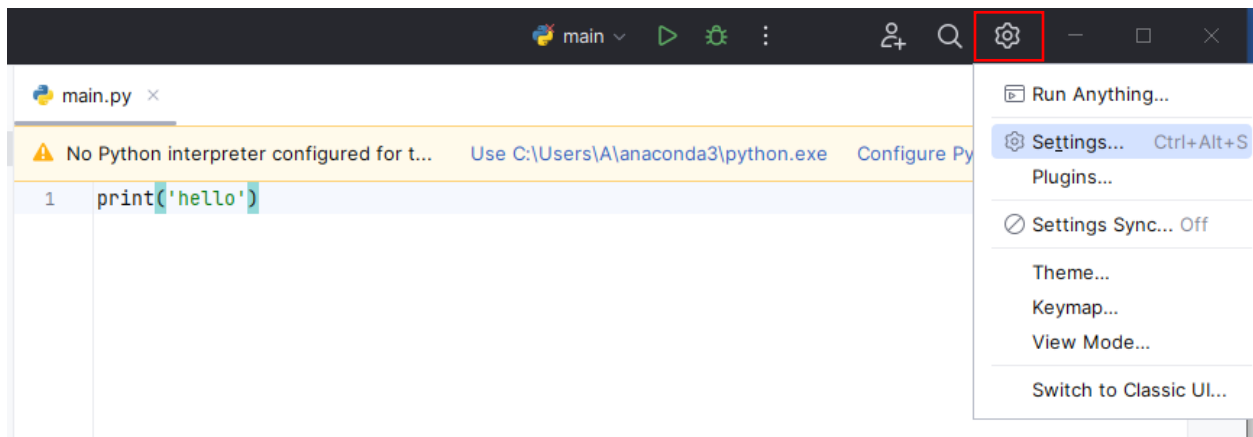 main
main.py
No Python interpreter configured for t... Use C:\Users\A\anaconda3\python.exe Configure Py
1 print('hello')
Run Anything...
Settings... Ctrl+Alt+S
Plugins...
Settings Sync... Off
Theme...
Keymap...
View Mode...
Switch to Classic UI...